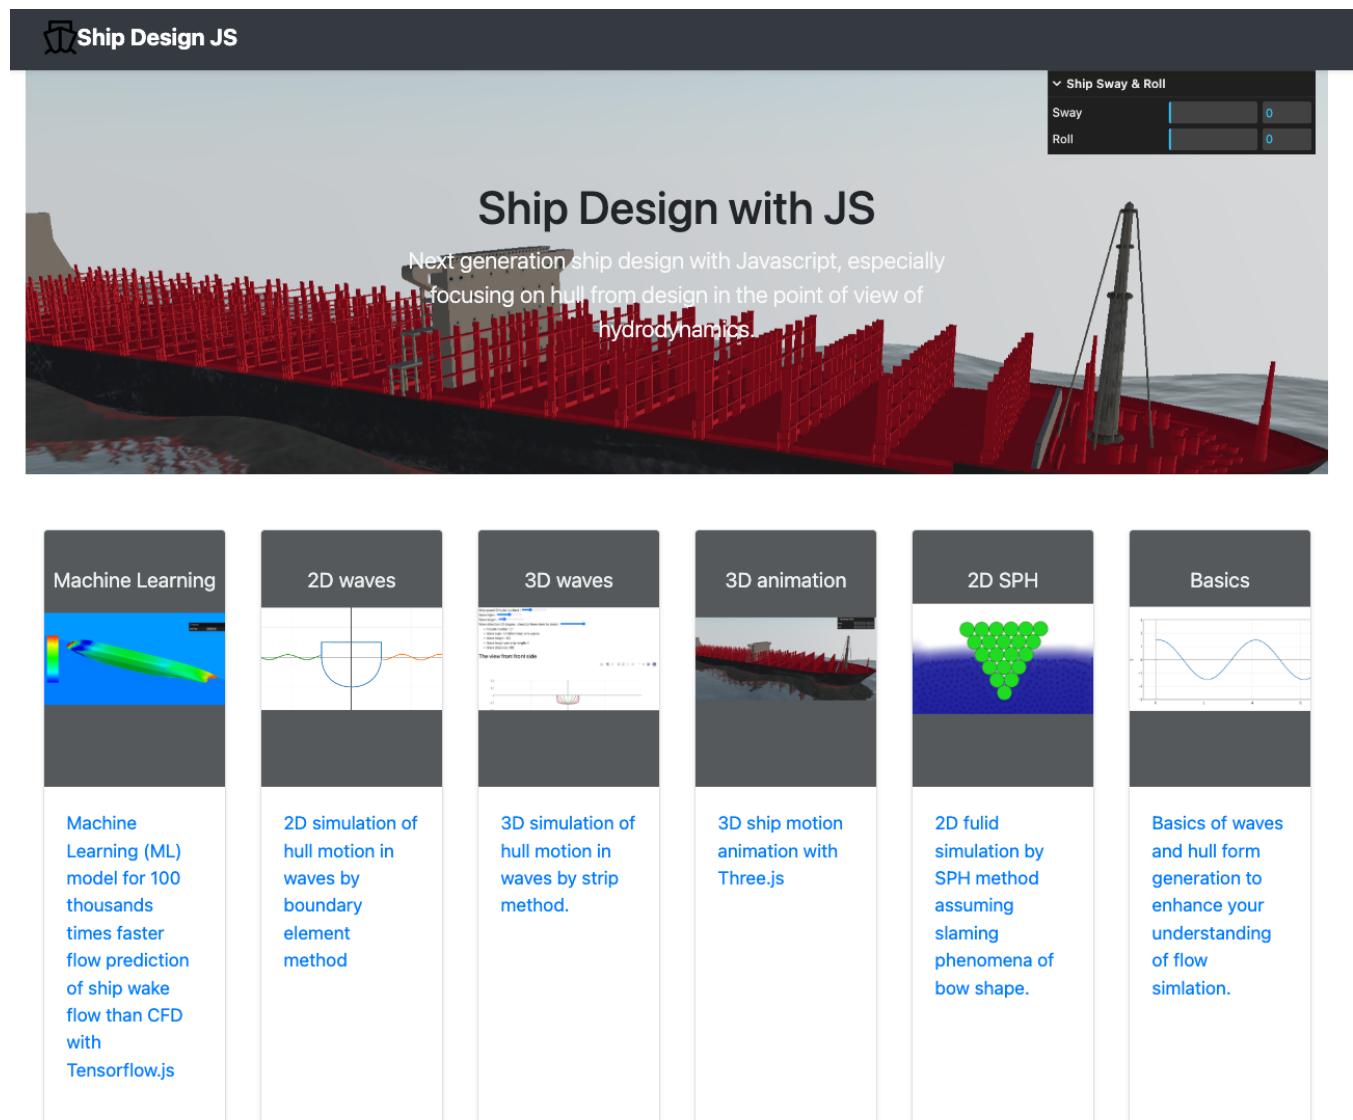 Ship Design JS
Ship Sway & Roll
Sway 0
Roll 0
Ship Design with JS
Next generation ship design with Javascript, especially
focusing on hull from design in the point of view of
hydrodynamics.
Machine Learning
2D waves
3D waves
The view from front side
3D animation
2D SPH
Basics
Machine
Learning (ML)
model for 100
thousands
times faster
flow prediction
of ship wake
flow than CFD
with
Tensorflow.js
2D simulation of
hull motion in
waves by
boundary
element
method
3D simulation of
hull motion in
waves by strip
method.
3D ship motion
animation with
Three.js
2D fulid
simulation by
SPH method
assuming
slaming
phenomena of
bow shape.
Basics of waves
and hull form
generation to
enhance your
understanding
of flow
simlation.